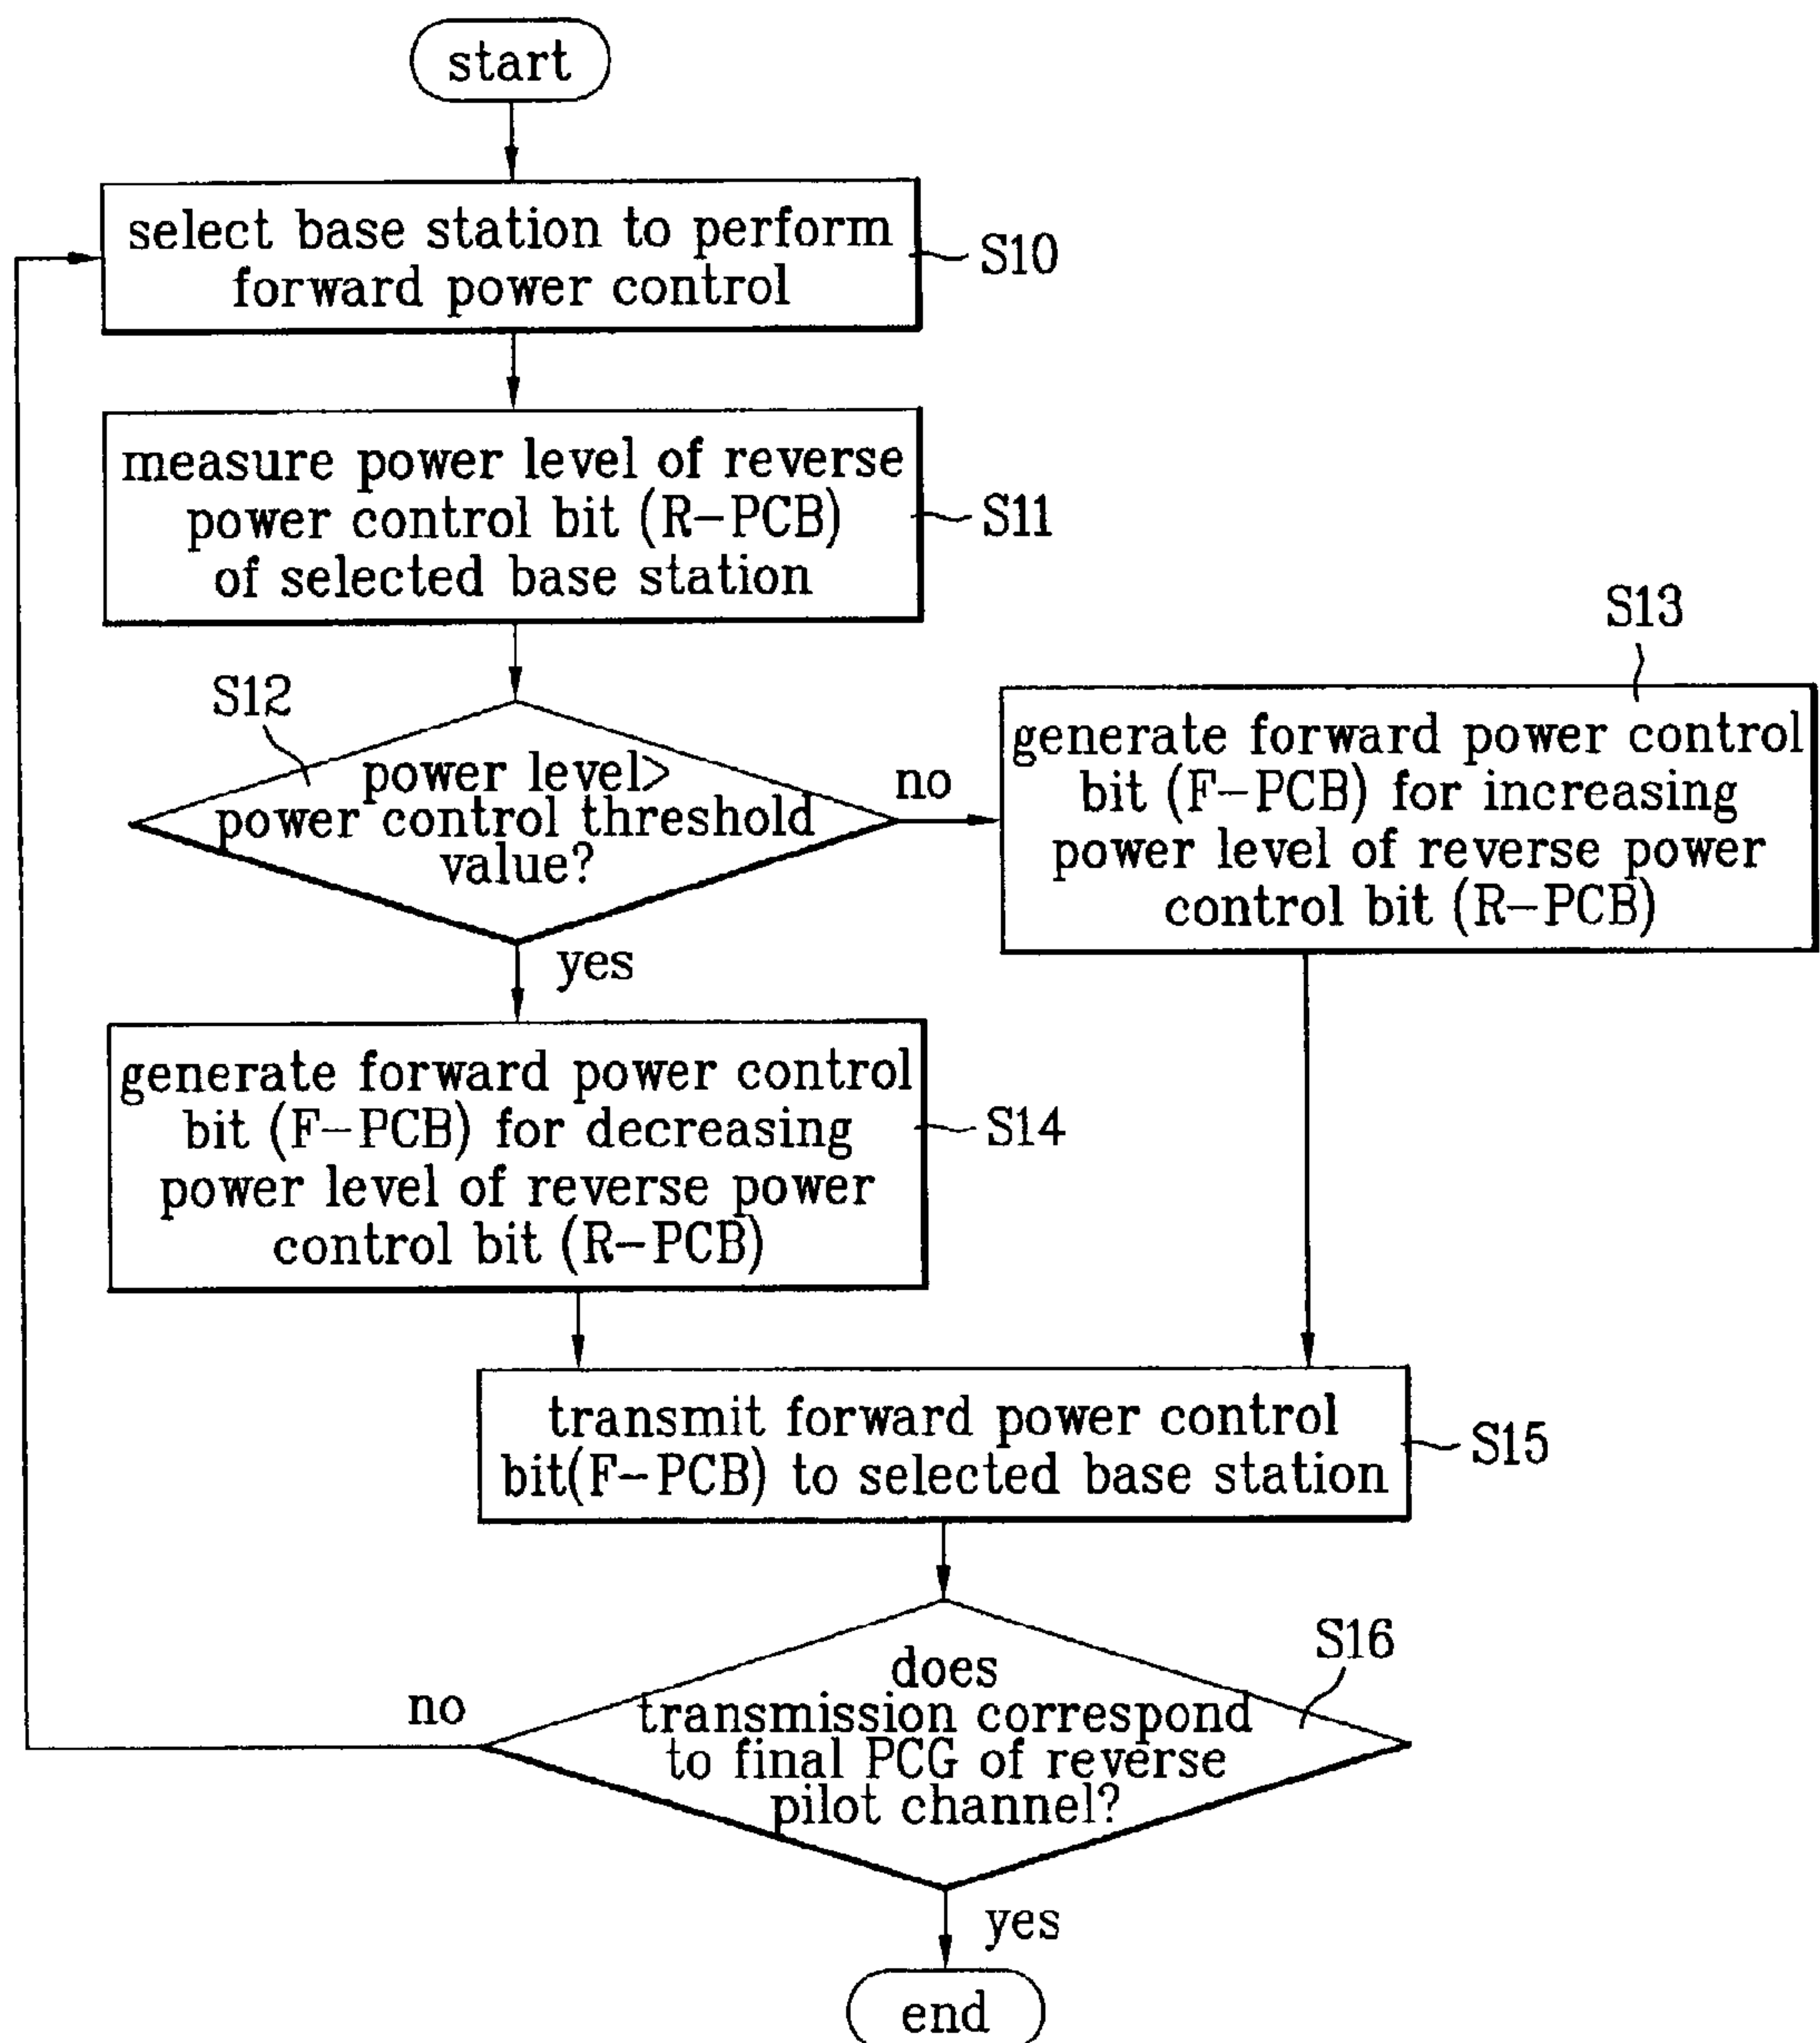 start
select base station to perform
forward power control
S10
measure power level of reverse
power control bit (R-PCB)
of selected base station
S11
S12
power level>
power control threshold
value?
no
yes
S13
generate forward power control
bit (F-PCB) for increasing
power level of reverse power
control bit (R-PCB)
generate forward power control
bit (F-PCB) for decreasing
power level of reverse power
control bit (R-PCB)
S14
transmit forward power control
bit(F-PCB) to selected base station
S15
S16
does
transmission correspond
to final PCG of reverse
pilot channel?
no
yes
end